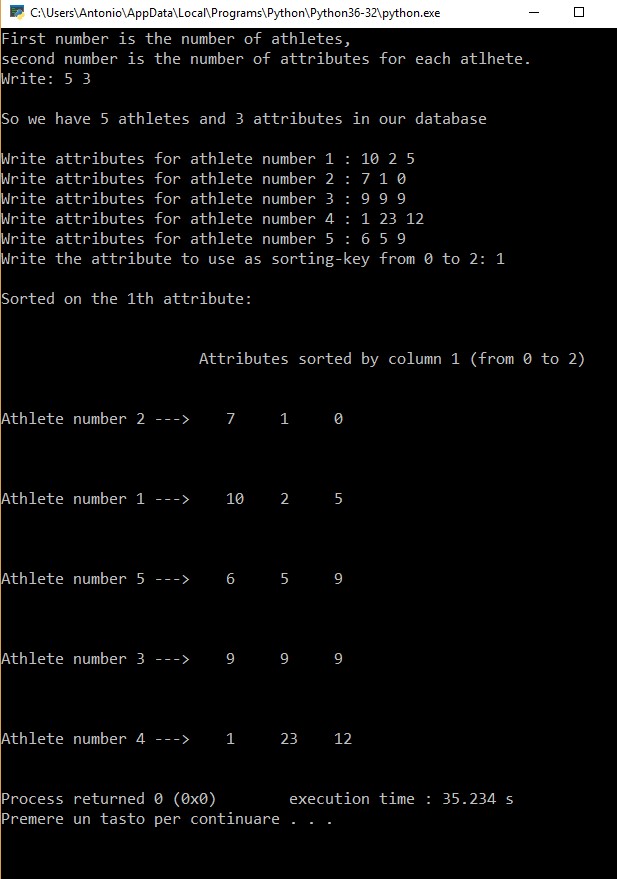 C:\Users\Antonio\AppData\Local\Programs\Python\Python36-32\python.exe
First number is the number of athletes,
second number is the number of attributes for each atlhete.
Write: 5 3
So we have 5 athletes and 3 attributes in our database
Write attributes for athlete number 1 : 10 2 5
Write attributes for athlete number 2 : 7 1 0
Write attributes for athlete number 3 : 9 9 9
Write attributes for athlete number 4 : 1 23 12
Write attributes for athlete number 5 : 6 5 9
Write the attribute to use as sorting-key from 0 to 2: 1
Sorted on the 1th attribute:
Attributes sorted by column 1 (from 0 to 2)
Athlete number 2 ---> 7 1 0
Athlete number 1 ---> 10 2 5
Athlete number 5 ---> 6 5 9
Athlete number 3 ---> 9 9 9
Athlete number 4 ---> 1 23 12
Process returned 0 (0x0) execution time : 35.234 s
Premere un tasto per continuare . . .